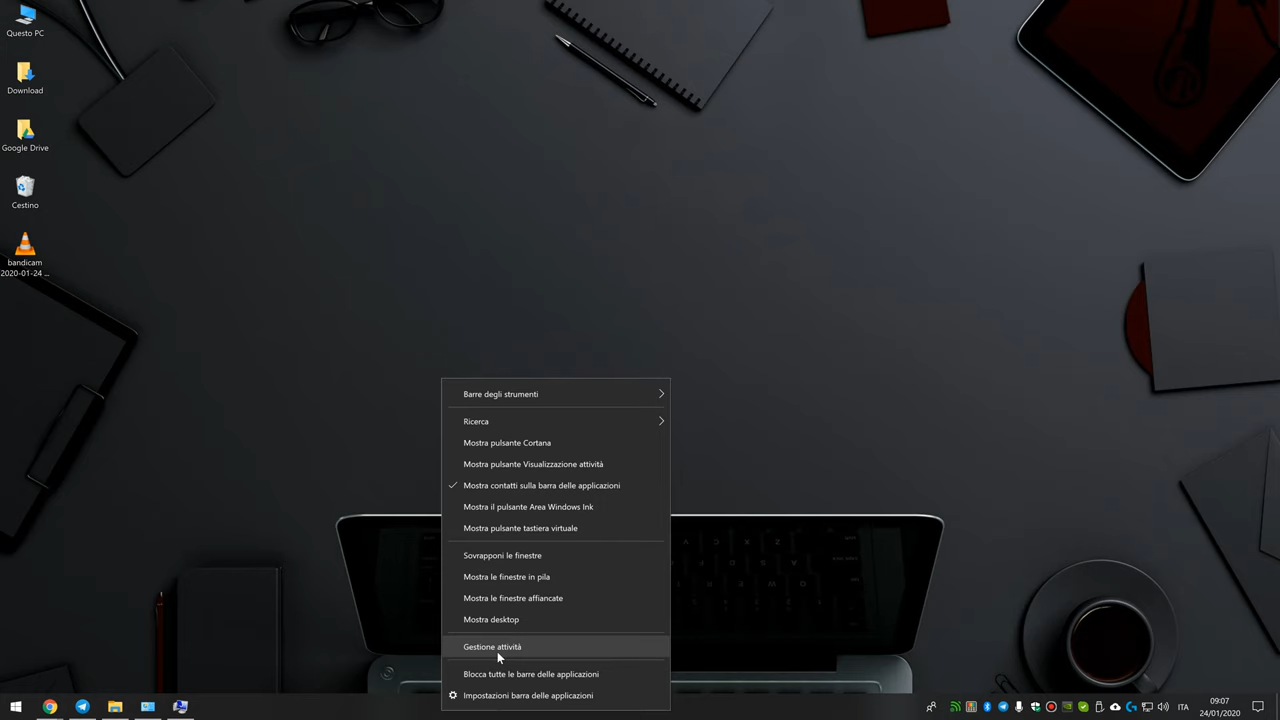 Questo PC
Download
Google Drive
Cestino
bandicam
2020-01-24 ...
Barre degli strumenti
Ricerca
Mostra pulsante Cortana
Mostra pulsante Visualizzazione attività
Mostra contatti sulla barra delle applicazioni
Mostra il pulsante Area Windows Ink
Mostra pulsante tastiera virtuale
Sovrapponi le finestre
Mostra le finestre in pila
Mostra le finestre affiancate
Mostra desktop
Gestione attività
Blocca tutte le barre delle applicazioni
Impostazioni barra delle applicazioni
ITA
09:07
24/01/2020